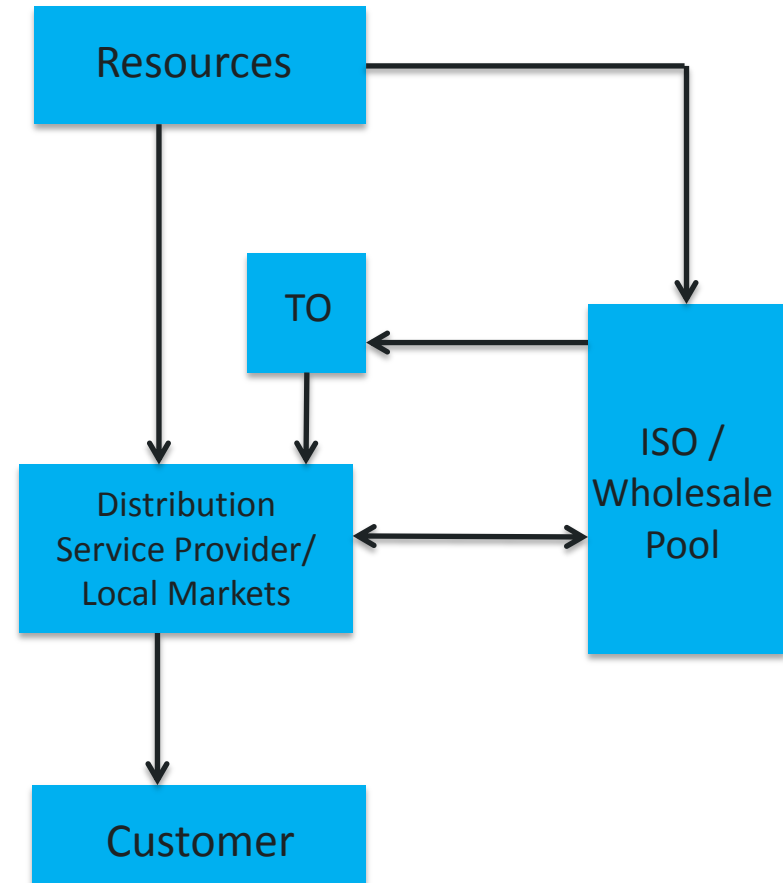 Resources
TO
ISO /
Wholesale
Pool
Distribution
Service Provider/
Local Markets
Customer